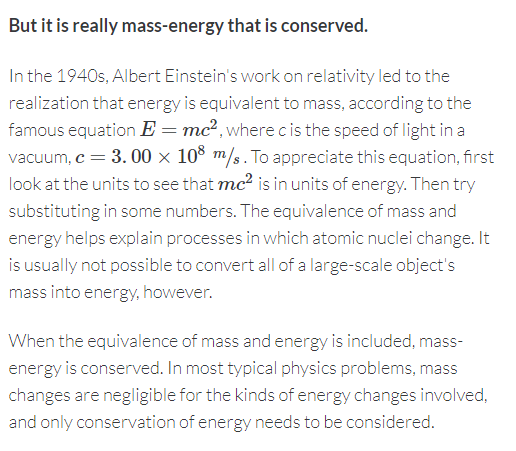 But it is really mass-energy that is conserved.
In the 1940s, Albert Einstein's work on relativity led to the
realization that energy is equivalent to mass, according to the
famous equation E = mc², where c is the speed of light in a
vacuum, c = 3.00 × 10⁸ m/s. To appreciate this equation, first
look at the units to see that mc² is in units of energy. Then try
substituting in some numbers. The equivalence of mass and
energy helps explain processes in which atomic nuclei change. It
is usually not possible to convert all of a large-scale object's
mass into energy, however.
When the equivalence of mass and energy is included, mass-
energy is conserved. In most typical physics problems, mass
changes are negligible for the kinds of energy changes involved,
and only conservation of energy needs to be considered.